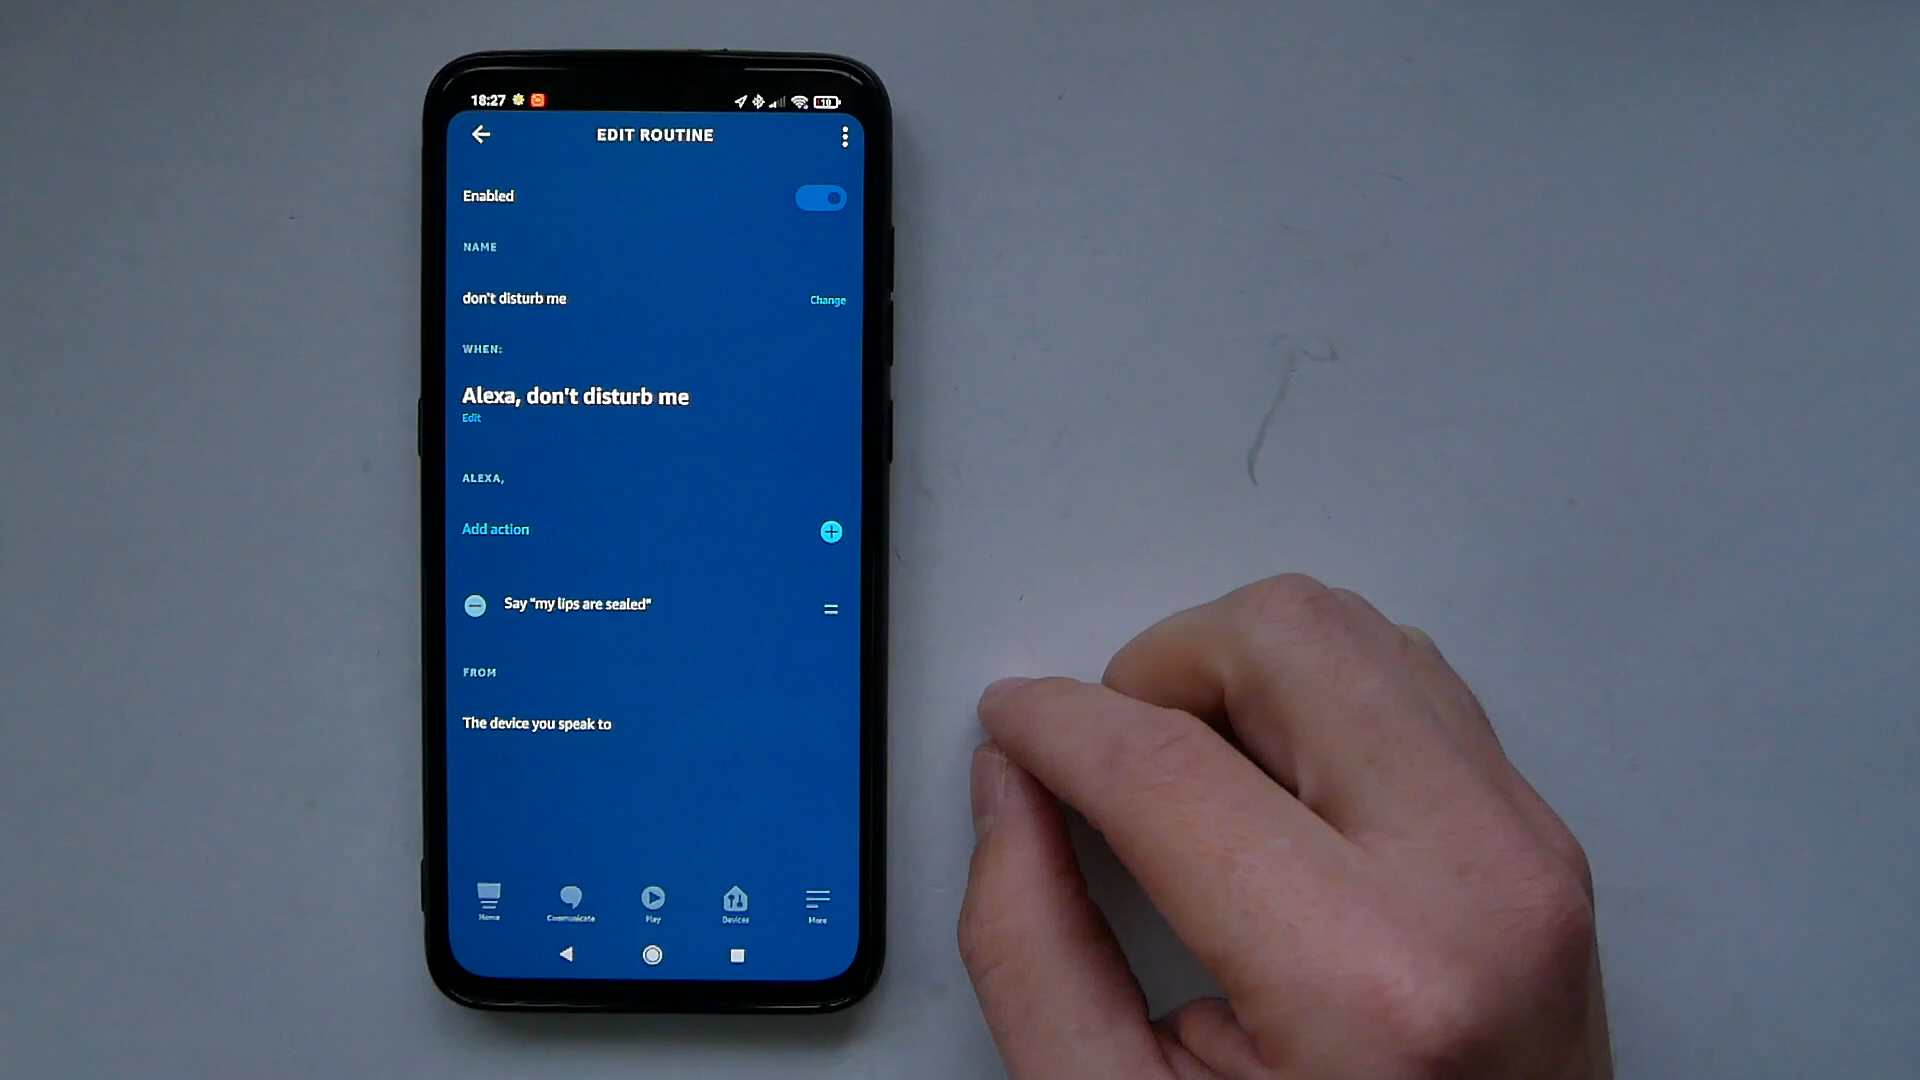 18:27
10
EDIT ROUTINE
Enabled
NAME
don't disturb me
Change
WHEN:
Alexa, don't disturb me
Edit
ALEXA,
Add action
Say "my lips are sealed"
FROM
The device you speak to
Home
Communicate
Play
Devices
More